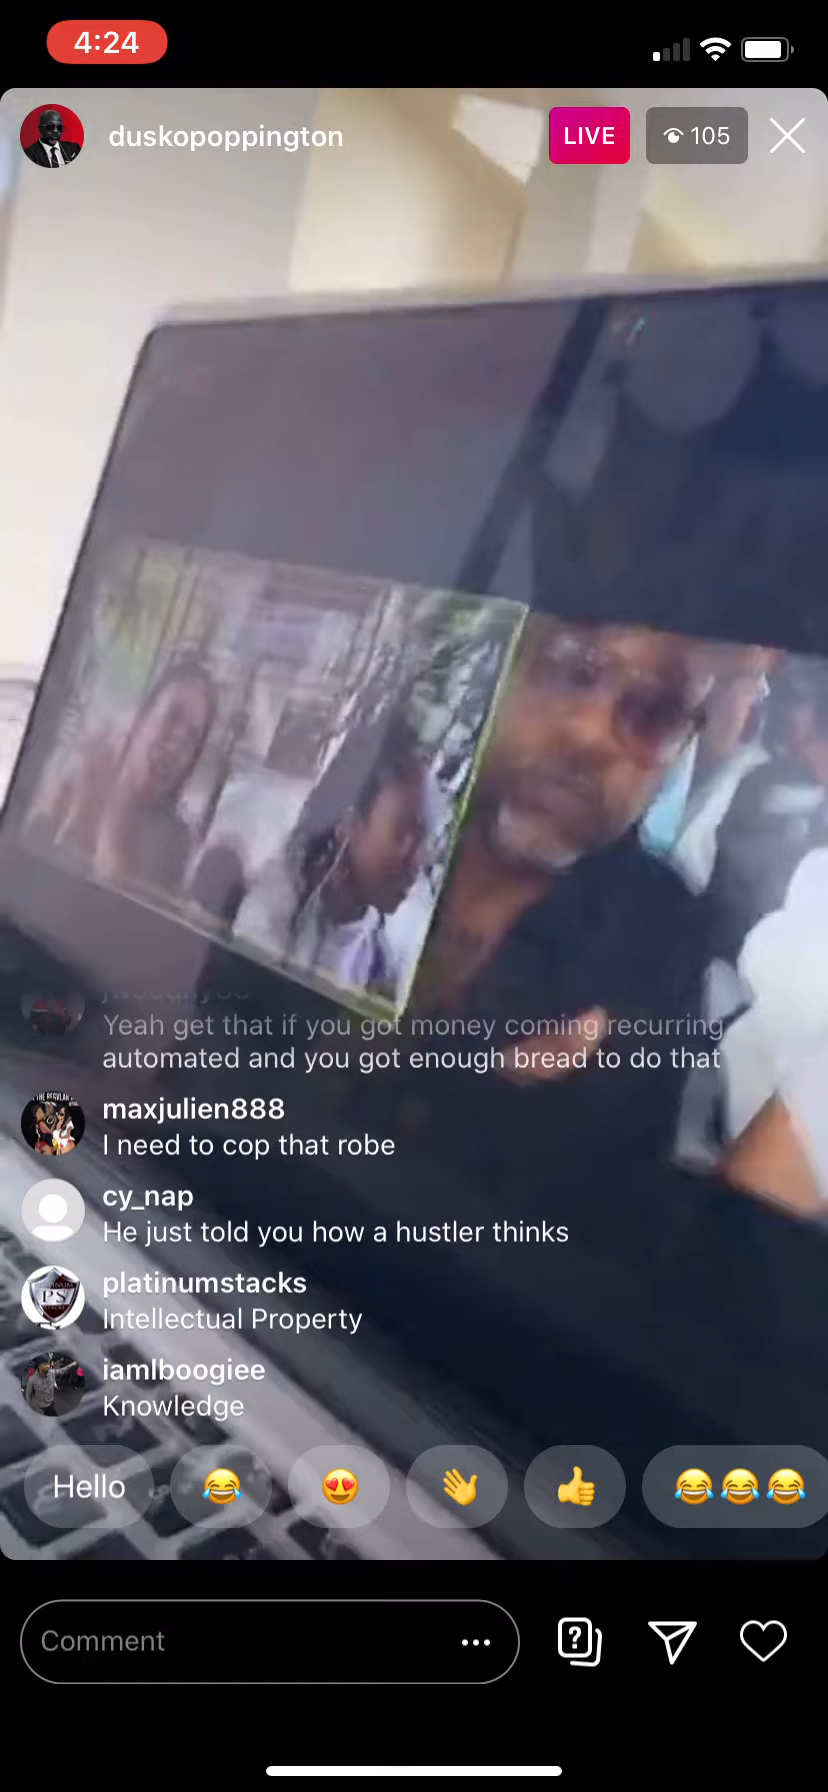 4:24
duskopoppington
LIVE
105
Yeah get that if you got money coming recurring
automated and you got enough bread to do that
maxjulien888
I need to cop that robe
cy_nap
He just told you how a hustler thinks
platinumstacks
PS
Intellectual Property
iamlboogiee
Knowledge
Hello
Comment